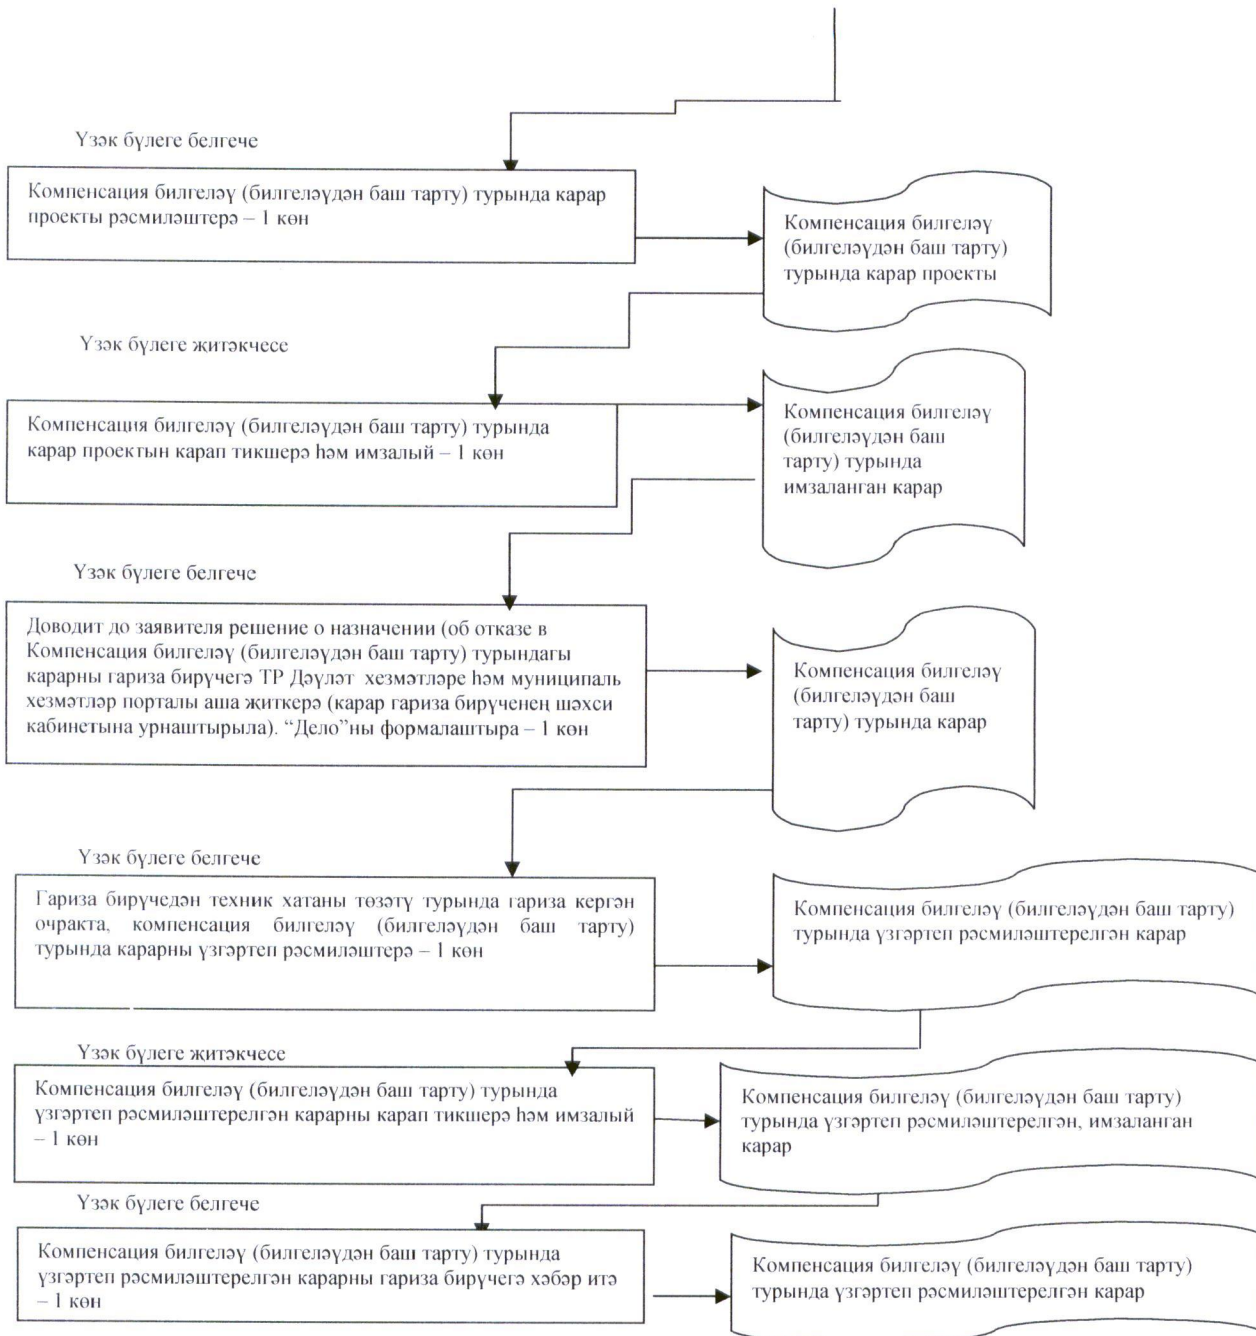 Үзәк бүлеге белгече
Компенсация билгеләү (билгеләүдән баш тарту) турында карар
проекты рәсмиләштерә – 1 көн
Компенсация билгеләү
(билгеләүдән баш тарту)
турында карар проекты
Үзәк бүлеге җитәкчесе
Компенсация билгеләү (билгеләүдән баш тарту) турында
карар проектын карап тикшерә һәм имзалый – 1 көн
Компенсация билгеләү
(билгеләүдән баш
тарту) турында
имзаланган карар
Үзәк бүлеге белгече
Доводит до заявителя решение о назначении (об отказе в
Компенсация билгеләү (билгеләүдән баш тарту) турындагы
карарны гариза бирүчегә ТР Дәүләт хезмәтләре һәм муниципаль
хезмәтләр порталы аша җиткерә (карар гариза бирүченең шәхси
кабинетына урнаштырыла). “Дело”ны формалаштыра – 1 көн
Компенсация билгеләү
(билгеләүдән баш
тарту) турында карар
Үзәк бүлеге белгече
Гариза бирүчедән техник хатаны төзәтү турында гариза кергән
очракта, компенсация билгеләү (билгеләүдән баш тарту)
турында карарны үзгәртеп рәсмиләштерә – 1 көн
Компенсация билгеләү (билгеләүдән баш тарту)
турында үзгәртеп рәсмиләштерелгән карар
Үзәк бүлеге җитәкчесе
Компенсация билгеләү (билгеләүдән баш тарту) турында
үзгәртеп рәсмиләштерелгән карарны карап тикшерә һәм имзалый
– 1 көн
Компенсация билгеләү (билгеләүдән баш тарту)
турында үзгәртеп рәсмиләштерелгән, имзаланган
карар
Үзәк бүлеге белгече
Компенсация билгеләү (билгеләүдән баш тарту) турында
үзгәртеп рәсмиләштерелгән карарны гариза бирүчегә хәбәр итә
– 1 көн
Компенсация билгеләү (билгеләүдән баш тарту)
турында үзгәртеп рәсмиләштерелгән карар